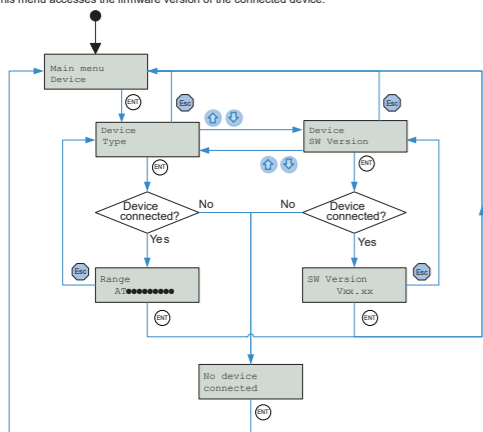 This menu accesses the firmware version of the connected device.
Main menu
Device
ENT
Esc
Esc
Device
Type
Device
SW Version
ENT
ENT
Device
connected?
No
No
Device
connected?
Yes
Yes
Esc
Range
AT●●●●●●●●●
SW Version
Vxx.xx
Esc
ENT
ENT
No device
connected
ENT